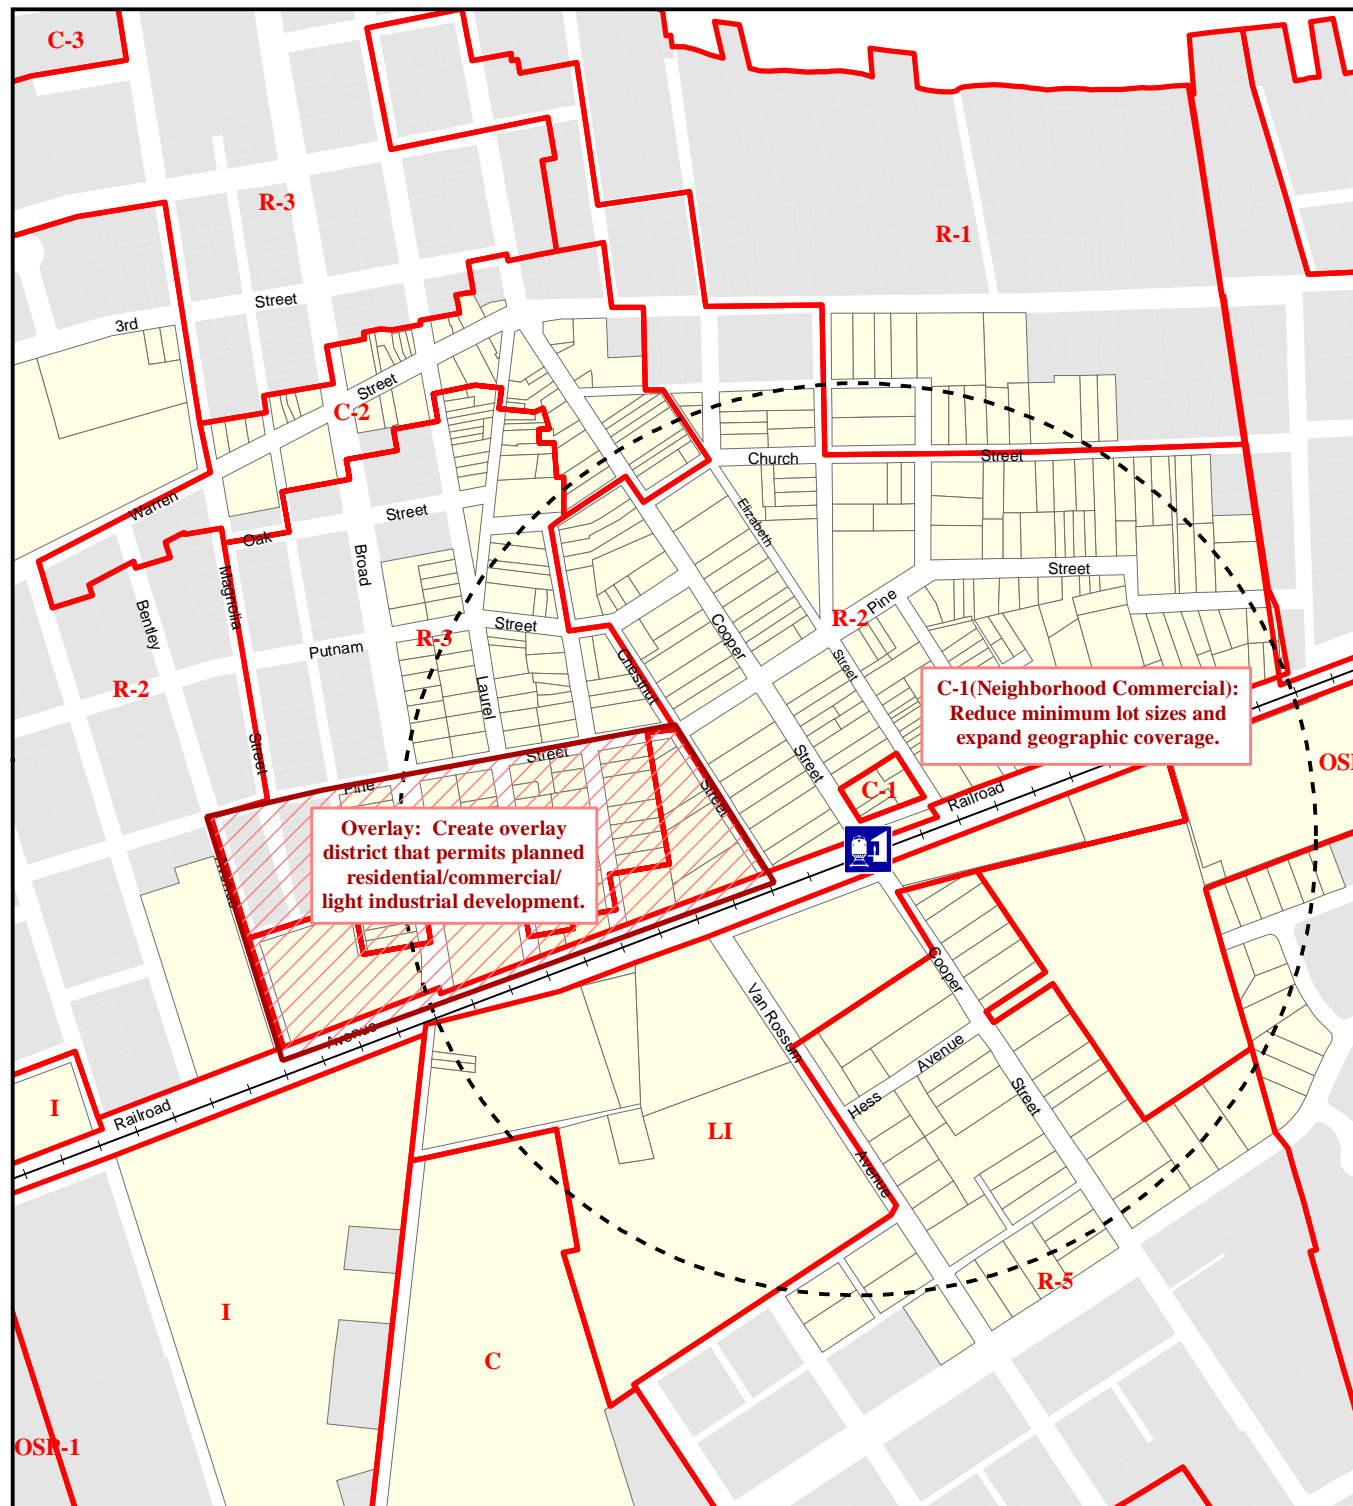 C-3
R-3
R-1
Street
3rd
Street
C-2
Church
Street
Warren
Street
Elizabeth
Oak
Broad
Street
Magnolia
Bentley
Pine
R-2
Street
R-3
Putnam
Cooper
Street
Chestnut
R-2
Laurel
C-1(Neighborhood Commercial):
Reduce minimum lot sizes and
expand geographic coverage.
Street
Street
Street
Pine
Street
C-1
Railroad
Overlay: Create overlay
district that permits planned
residential/commercial/
light industrial development.
Avenue
Avenue
Cooper
Van Rossum
Avenue
Hess
Street
I
Railroad
LI
Avenue
R-5
I
C
OSP-1